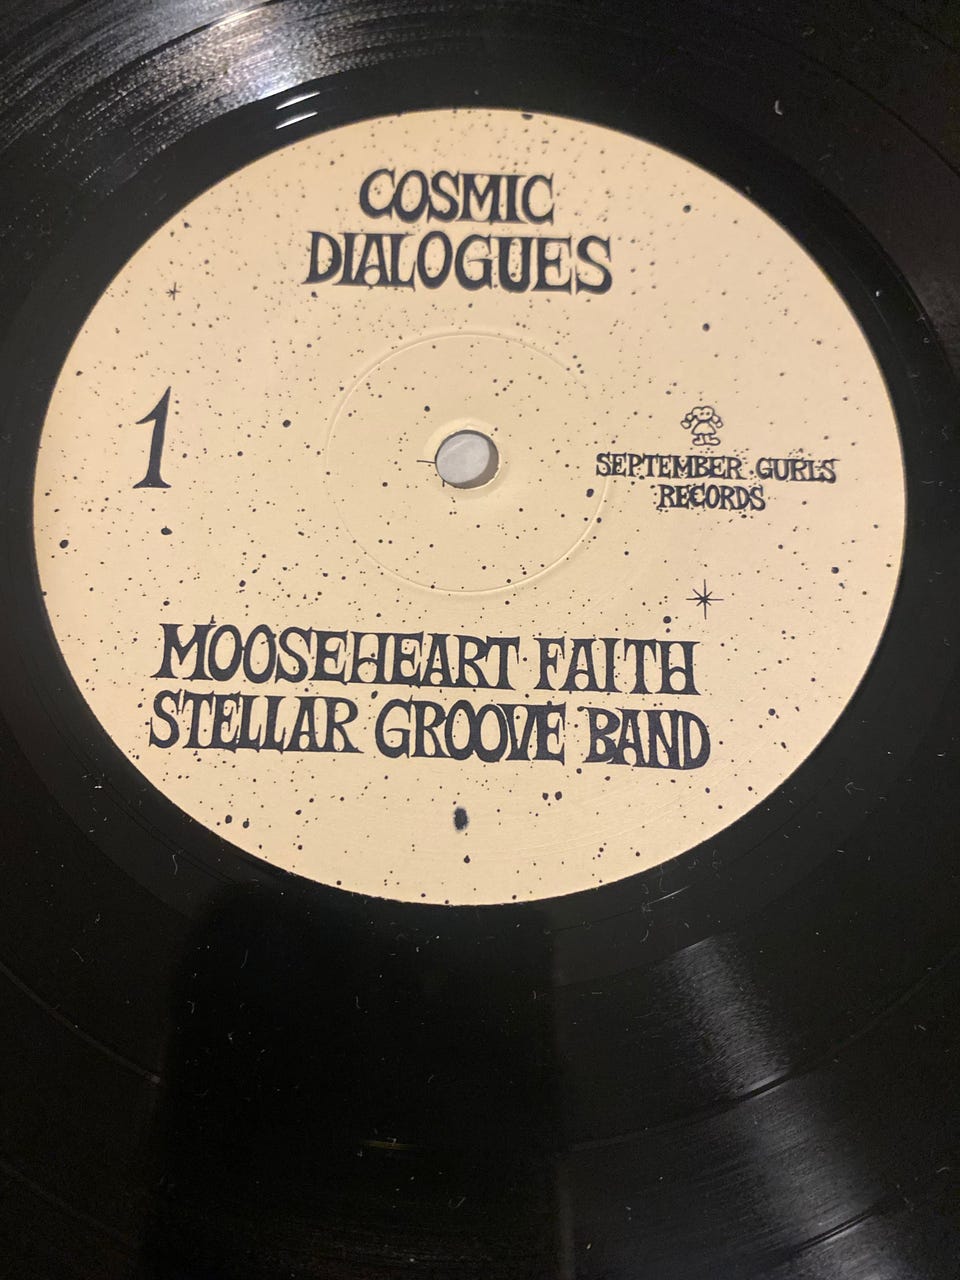 COSMIC
DIALOGUES
1
SEPTEMBER GURLS
RECORDS
MOOSEHEART FAITH
STELLAR GROOVE BAND